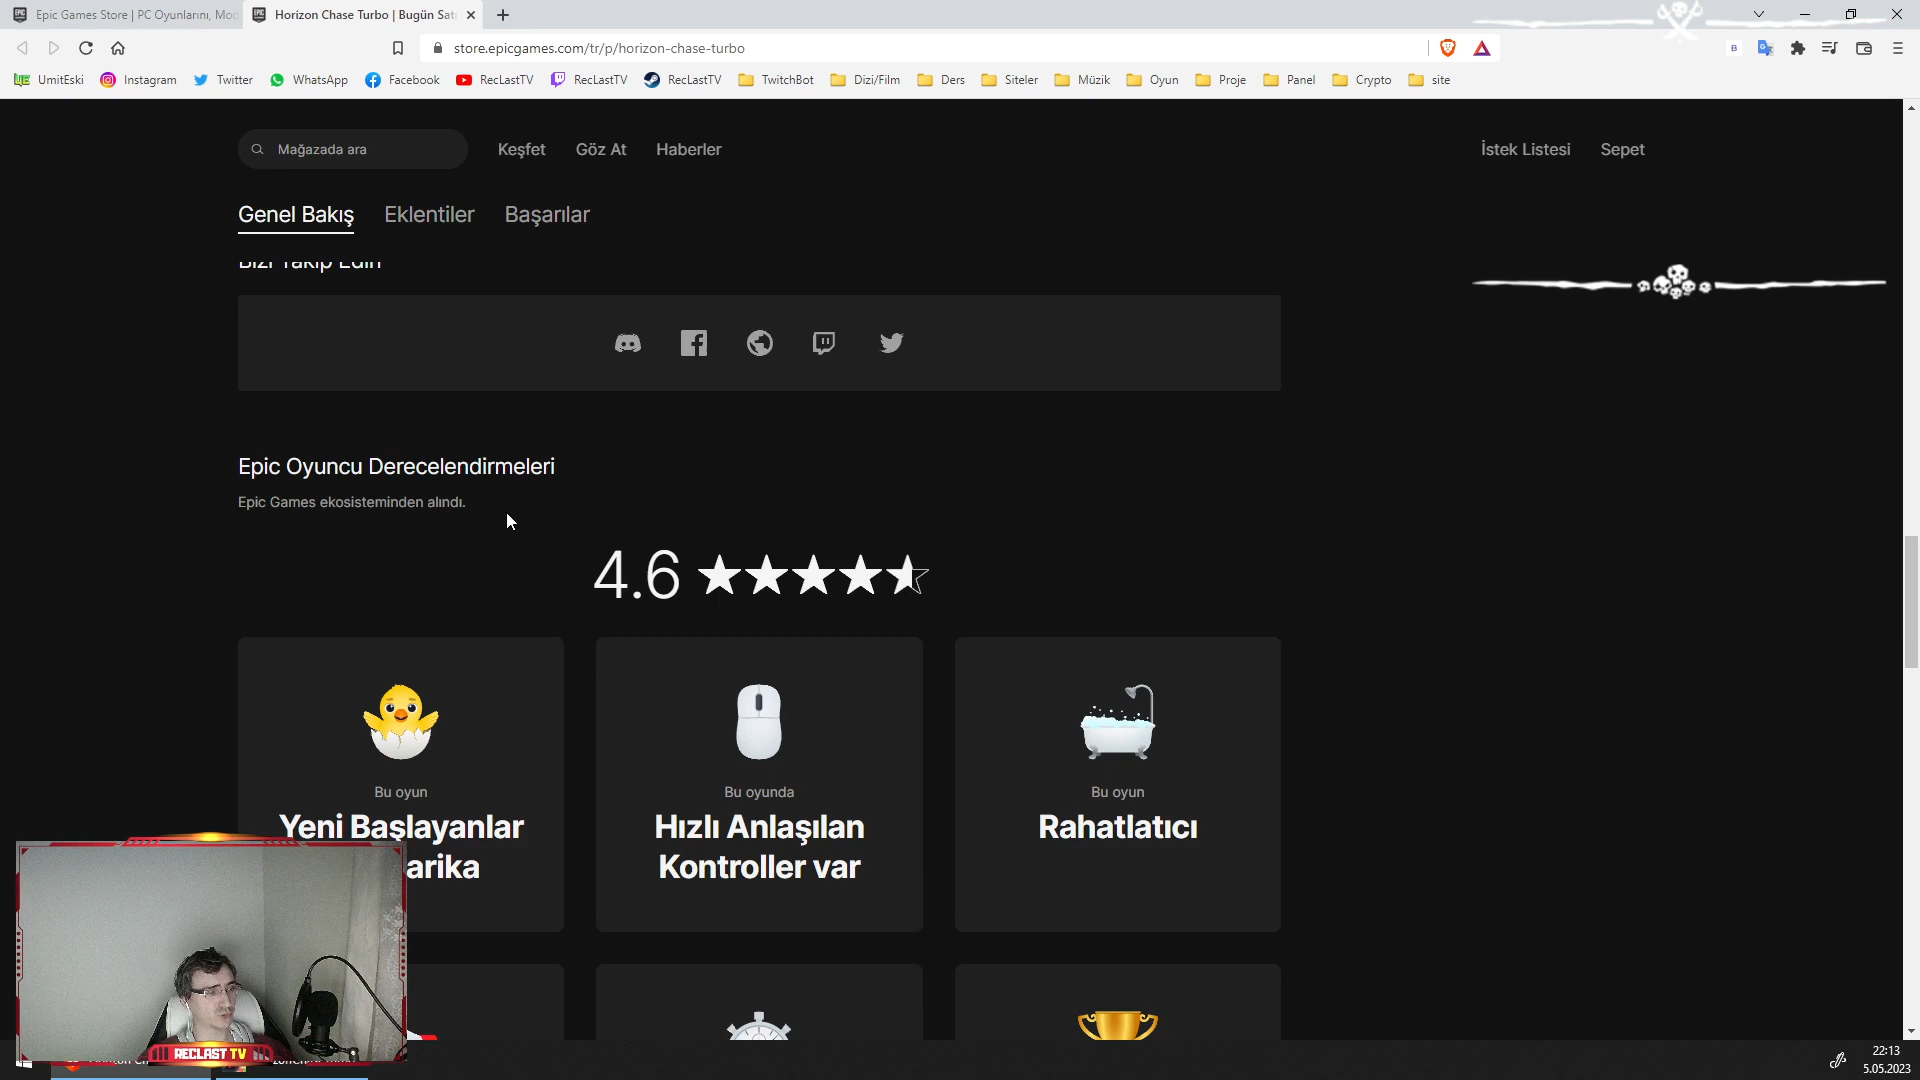 Epic Games Store | PC Oyunlarını, Mod
Horizon Chase Turbo | Bugün Satı
store.epicgames.com/tr/p/horizon-chase-turbo
UmitEski
Instagram
Twitter
WhatsApp
Facebook
RecLastTV
RecLastTV
RecLastTV
TwitchBot
Dizi/Film
Ders
Siteler
Müzik
Oyun
Proje
Panel
Crypto
site
Mağazada ara
Keşfet
Göz At
Haberler
İstek Listesi
Sepet
Genel Bakış
Eklentiler
Başarılar
Bizi Takip Edin
Epic Oyuncu Derecelendirmeleri
Epic Games ekosisteminden alındı.
4.6
Bu oyun
Yeni Başlayanlar
arika
Bu oyunda
Hızlı Anlaşılan
Kontroller var
Bu oyun
Rahatlatıcı
RECLAST TV
22:13
5.05.2023